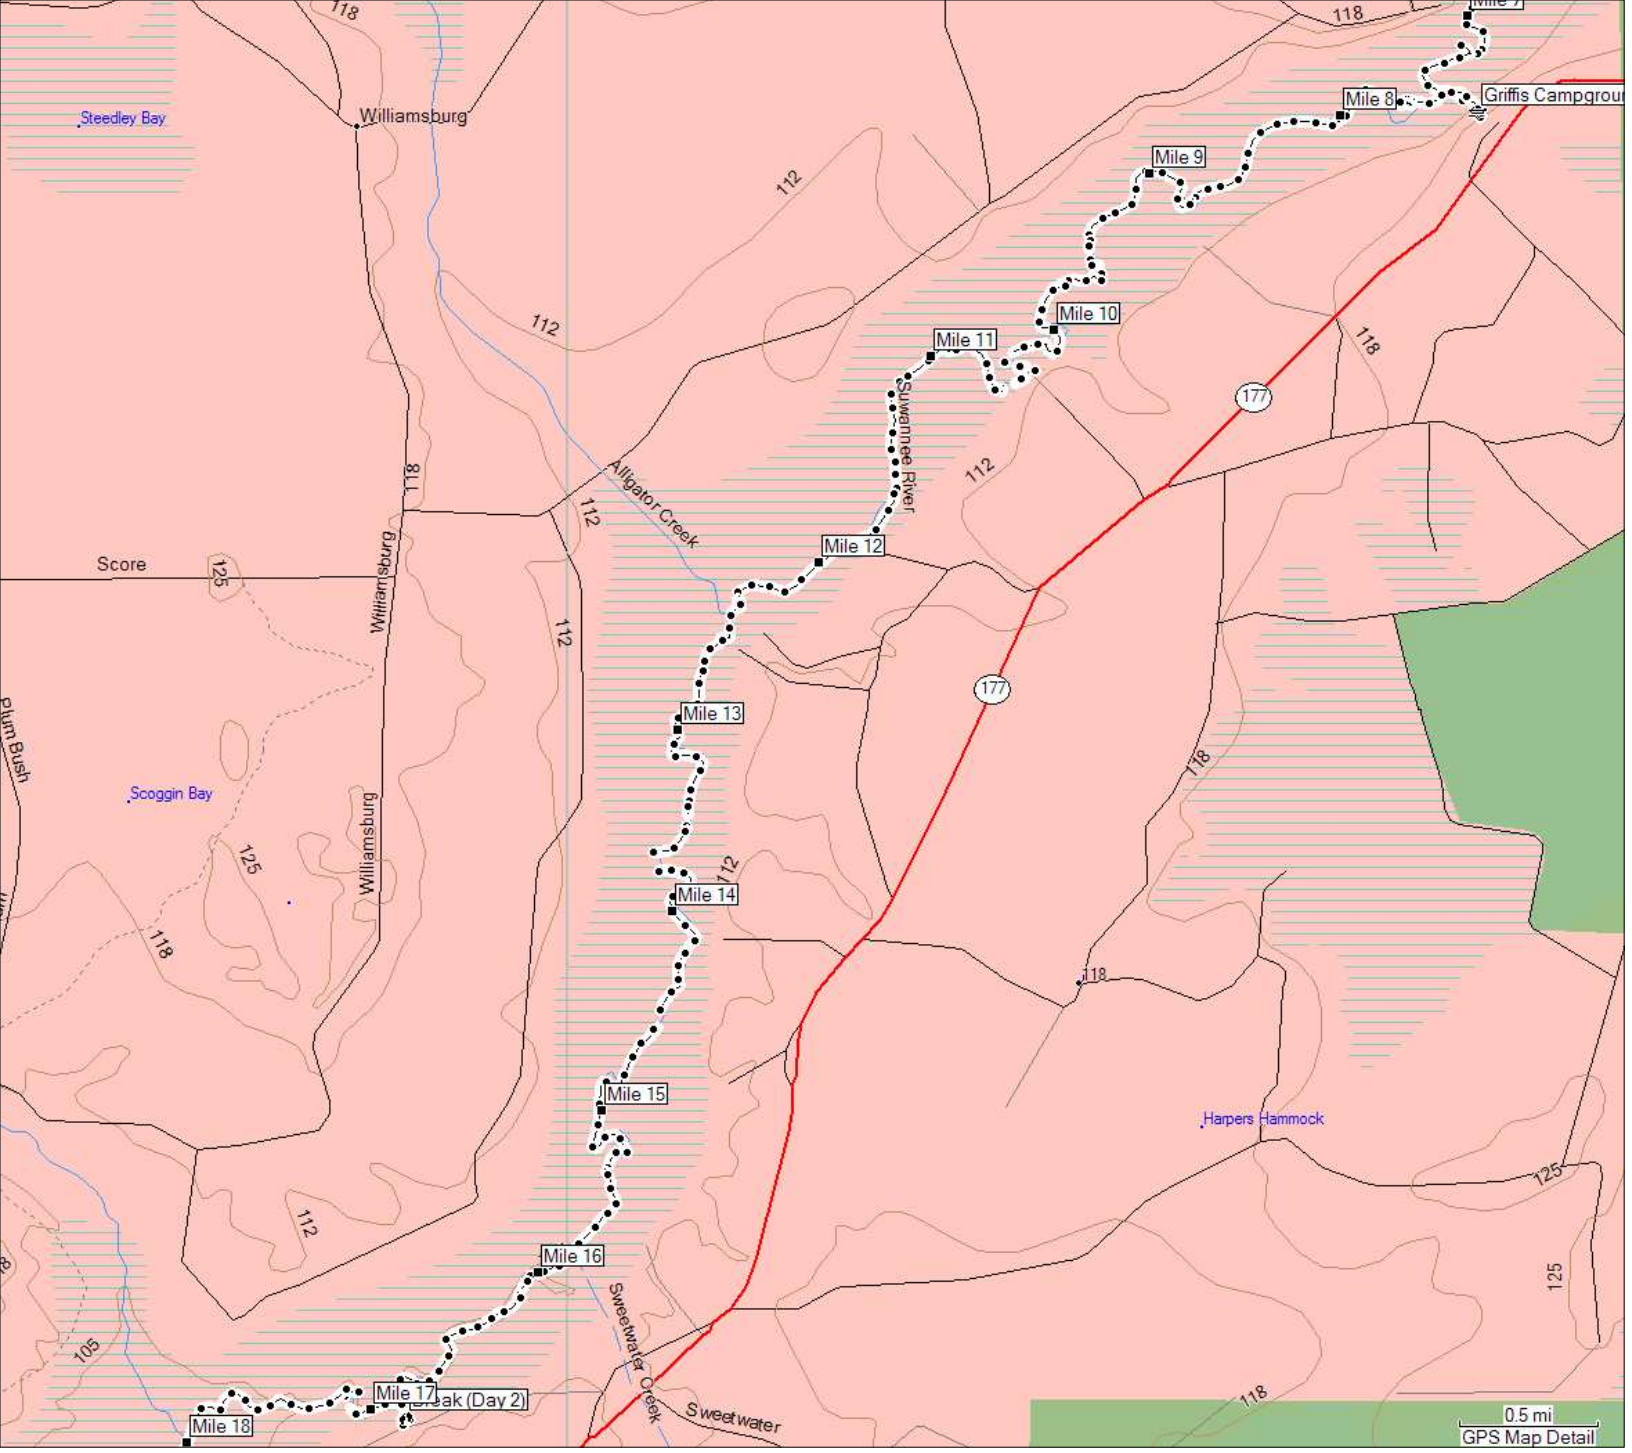 118
118
Mile 7
Griffis Campgrour
Mile 8
Steedley Bay
Williamsburg
Mile 9
112
Mile 10
112
Mile 11
118
177
Suwannee River
112
118
Alligator Creek
112
Mile 12
Score
125
Williamsburg
112
177
Mile 13
Plum Bush
118
Scoggin Bay
Williamsburg
125
112
Mile 14
118
118
Mile 15
Harpers Hammock
125
112
Mile 16
125
Sweetwater Creek
105
Mile 17
Break (Day 2)
118
Mile 18
Sweetwater
0.5 mi
GPS Map Detail